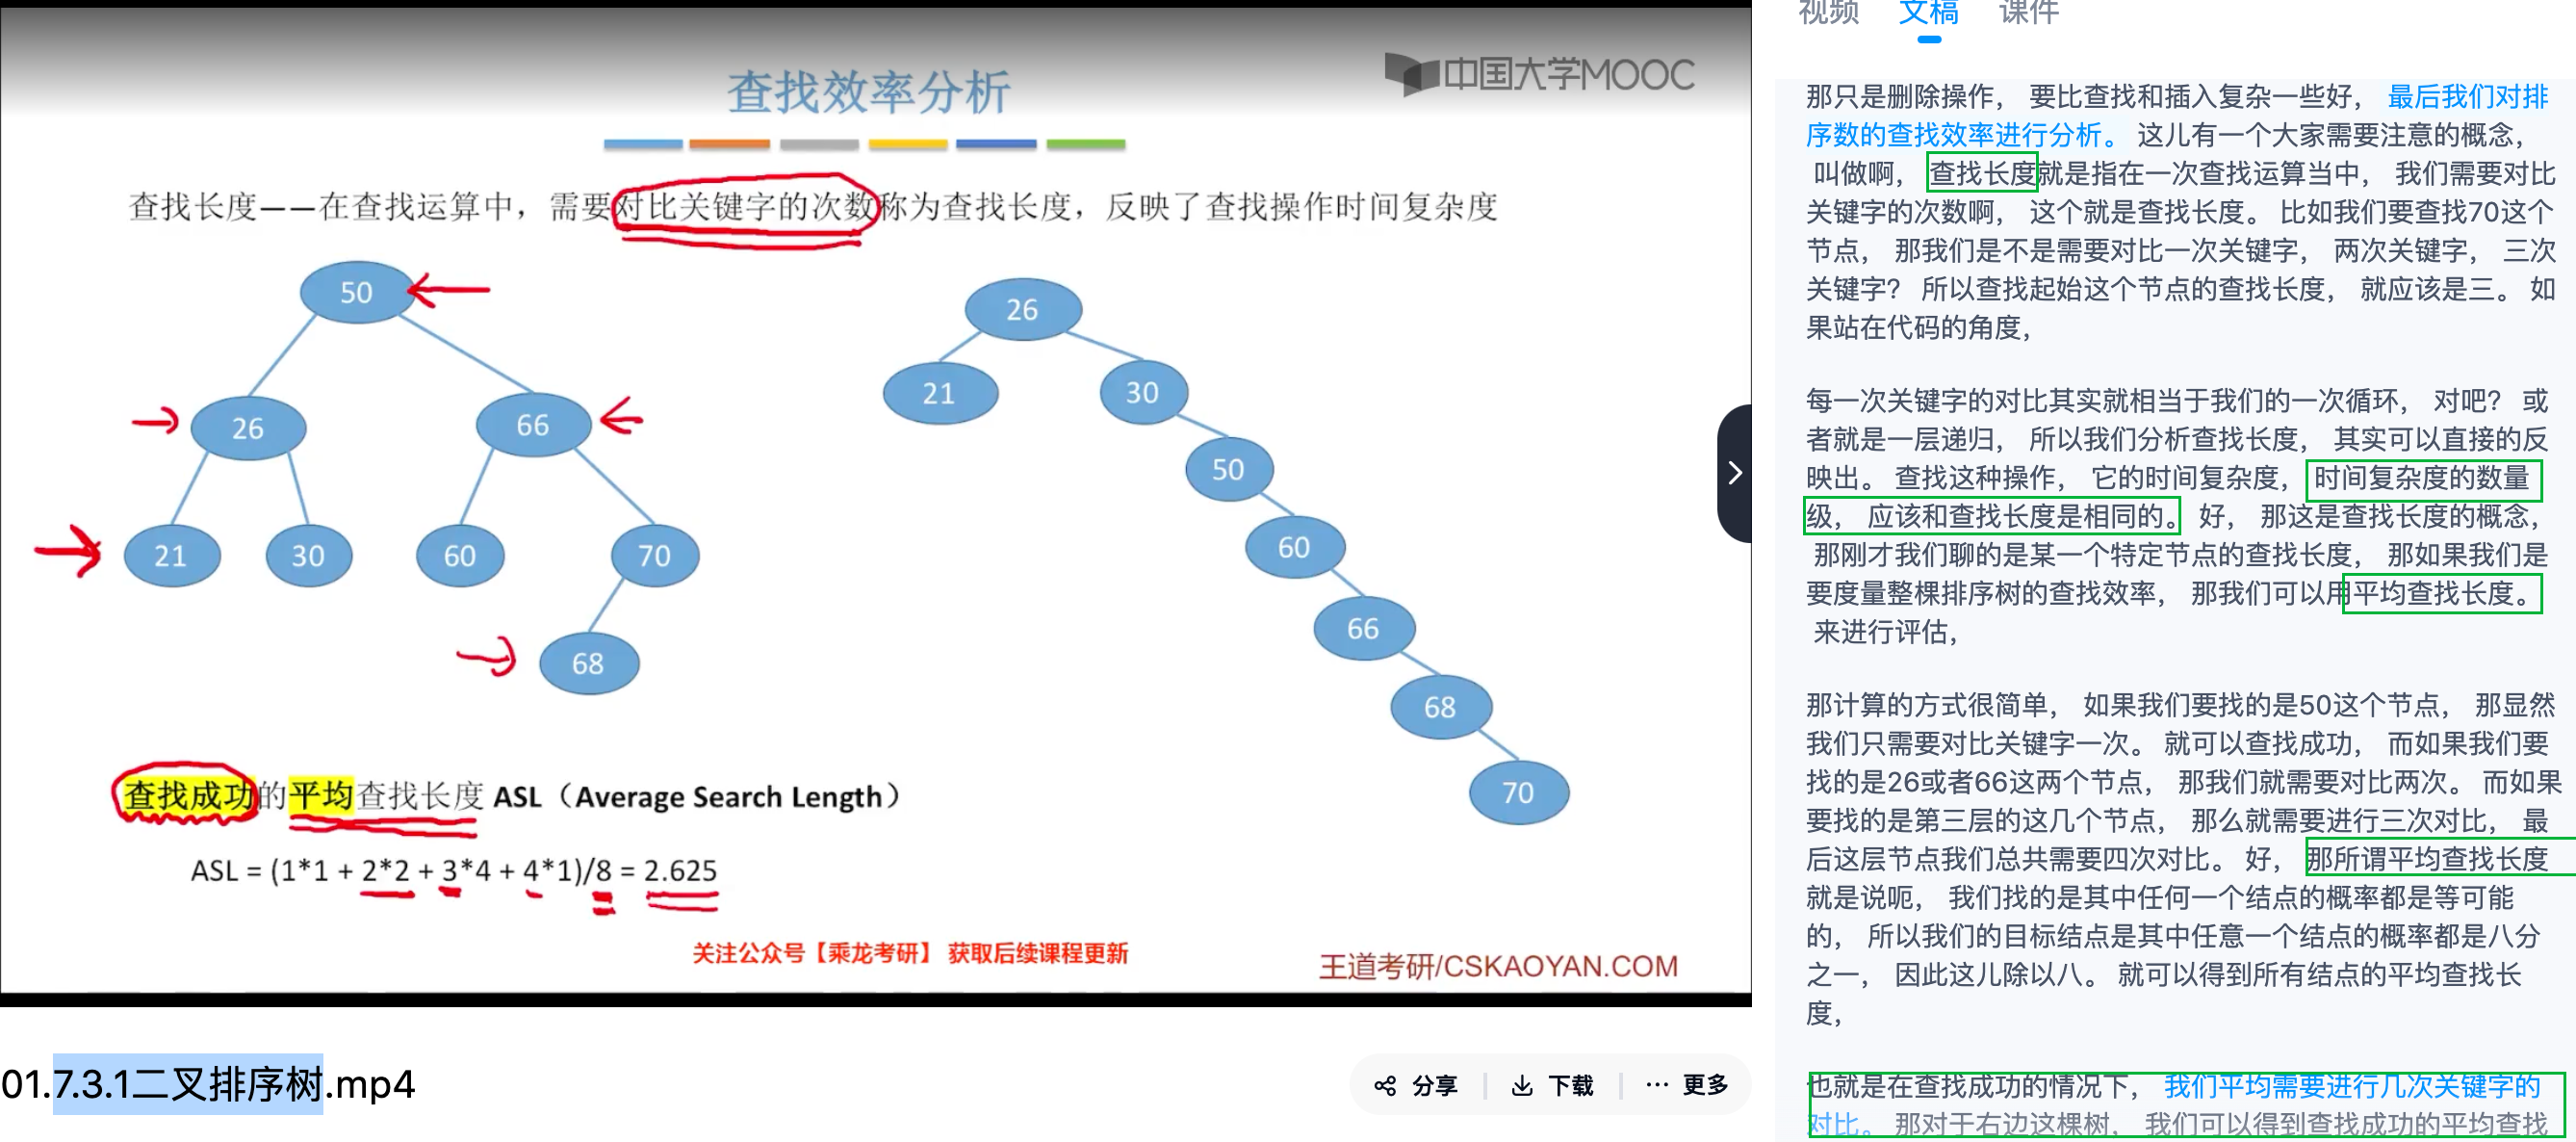 中国大学MOOC
查找效率分析
查找长度——在查找运算中，需要对比关键字的次数称为查找长度，反映了查找操作时间复杂度
50
26
66
21
30
60
70
68
26
21
30
50
60
66
68
70
查找成功的平均查找长度 ASL（Average Search Length）
ASL = (1*1 + 2*2 + 3*4 + 4*1)/8 = 2.625
关注公众号【乘龙考研】 获取后续课程更新
王道考研/CSKAOYAN.COM
01.7.3.1二叉排序树.mp4
分享
下载
更多
视频 文稿 课件
那只是删除操作， 要比查找和插入复杂一些好， 最后我们对排
序数的查找效率进行分析。 这儿有一个大家需要注意的概念，
叫做啊， 查找长度就是指在一次查找运算当中， 我们需要对比
关键字的次数啊， 这个就是查找长度。 比如我们要查找70这个
节点， 那我们是不是需要对比一次关键字， 两次关键字， 三次
关键字？ 所以查找起始这个节点的查找长度， 就应该是三。 如
果站在代码的角度，
每一次关键字的对比其实就相当于我们的一次循环， 对吧？ 或
者就是一层递归， 所以我们分析查找长度， 其实可以直接的反
映出。 查找这种操作， 它的时间复杂度， 时间复杂度的数量
级， 应该和查找长度是相同的。 好， 那这是查找长度的概念，
那刚才我们聊的是某一个特定节点的查找长度， 那如果我们是
要度量整棵排序树的查找效率， 那我们可以用平均查找长度。
来进行评估，
那计算的方式很简单， 如果我们要找的是50这个节点， 那显然
我们只需要对比关键字一次。 就可以查找成功， 而如果我们要
找的是26或者66这两个节点， 那我们就需要对比两次。 而如果
要找的是第三层的这几个节点， 那么就需要进行三次对比， 最
后这层节点我们总共需要四次对比。 好， 那所谓平均查找长度
就是说呃， 我们找的是其中任何一个结点的概率都是等可能
的， 所以我们的目标结点是其中任意一个结点的概率都是八分
之一， 因此这儿除以八。 就可以得到所有结点的平均查找长
度，
也就是在查找成功的情况下， 我们平均需要进行几次关键字的
对比。 那对于右边这棵树， 我们可以得到查找成功的平均查找